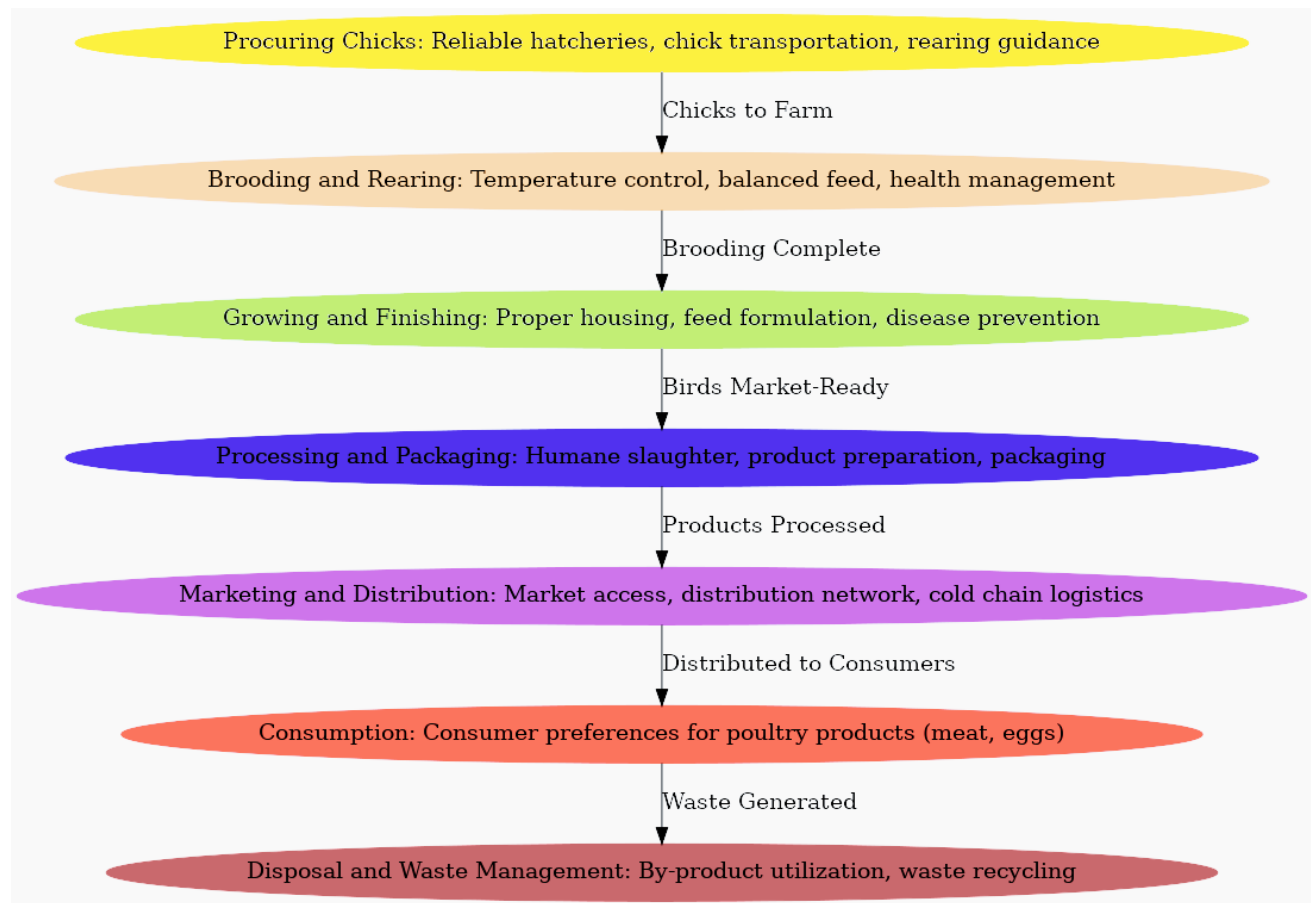 Procuring Chicks: Reliable hatcheries, chick transportation, rearing guidance
Chicks to Farm
Brooding and Rearing: Temperature control, balanced feed, health management
Brooding Complete
Growing and Finishing: Proper housing, feed formulation, disease prevention
Birds Market-Ready
Processing and Packaging: Humane slaughter, product preparation, packaging
Products Processed
Marketing and Distribution: Market access, distribution network, cold chain logistics
Distributed to Consumers
Consumption: Consumer preferences for poultry products (meat, eggs)
Waste Generated
Disposal and Waste Management: By-product utilization, waste recycling